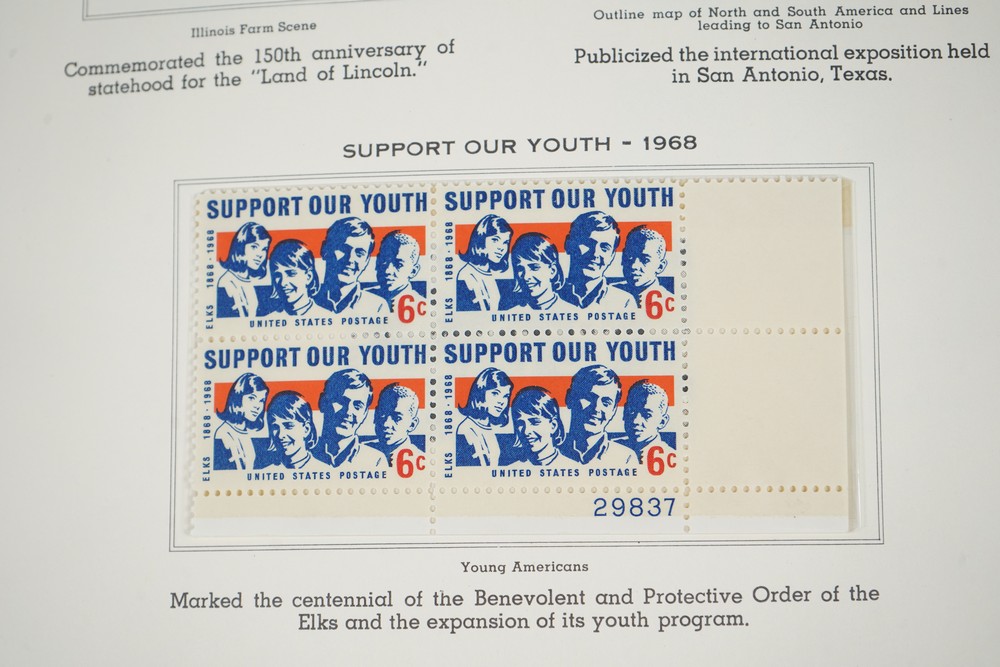 Illinois Farm Scene
Commemorated the 150th anniversary of
statehood for the "Land of Lincoln."
Outline map of North and South America and Lines
leading to San Antonio
Publicized the international exposition held
in San Antonio, Texas.
SUPPORT OUR YOUTH - 1968
SUPPORT OUR YOUTH
ELKS 1868·1968
6c
UNITED STATES POSTAGE
SUPPORT OUR YOUTH
ELKS 1868·1968
6c
UNITED STATES POSTAGE
SUPPORT OUR YOUTH
ELKS 1868·1968
6c
UNITED STATES POSTAGE
SUPPORT OUR YOUTH
ELKS 1868·1968
6c
UNITED STATES POSTAGE
29837
Young Americans
Marked the centennial of the Benevolent and Protective Order of the
Elks and the expansion of its youth program.